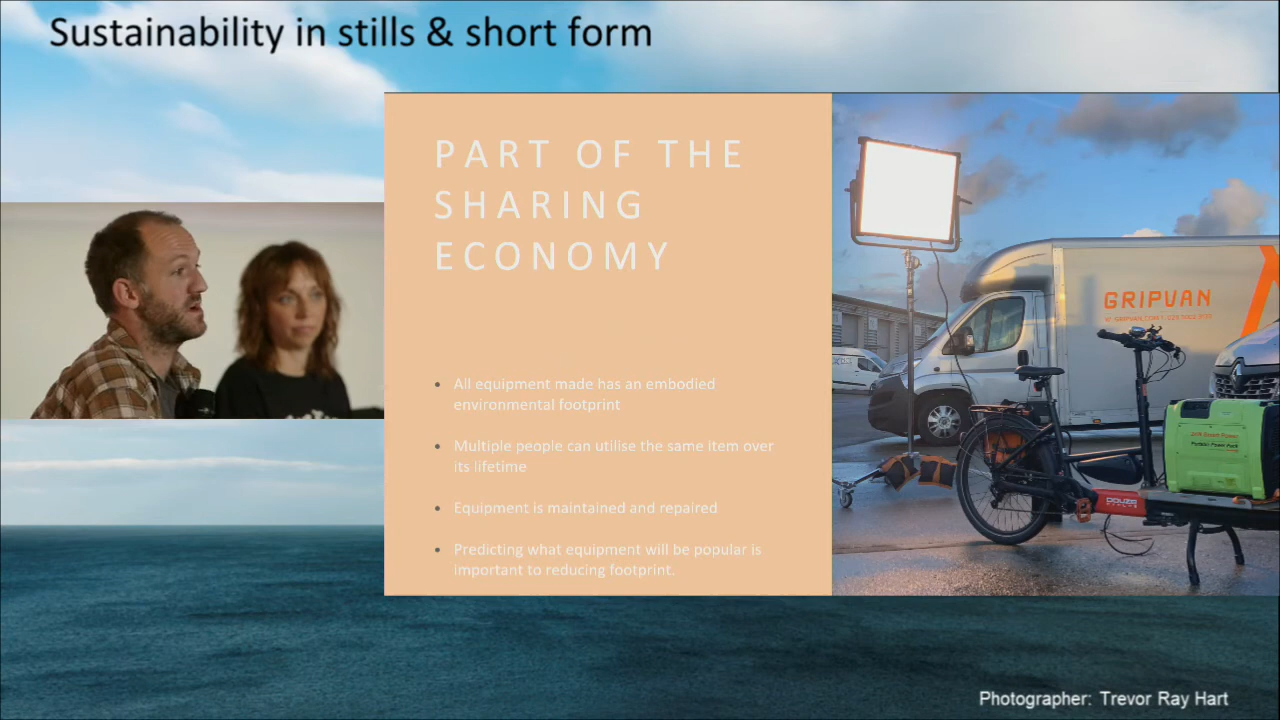 Sustainability in stills & short form
PART OF THE
SHARING
ECONOMY
• All equipment made has an embodied
environmental footprint
• Multiple people can utilise the same item over
its lifetime
• Equipment is maintained and repaired
• Predicting what equipment will be popular is
important to reducing footprint.
GRIPVAN
DOUZE
Photographer: Trevor Ray Hart